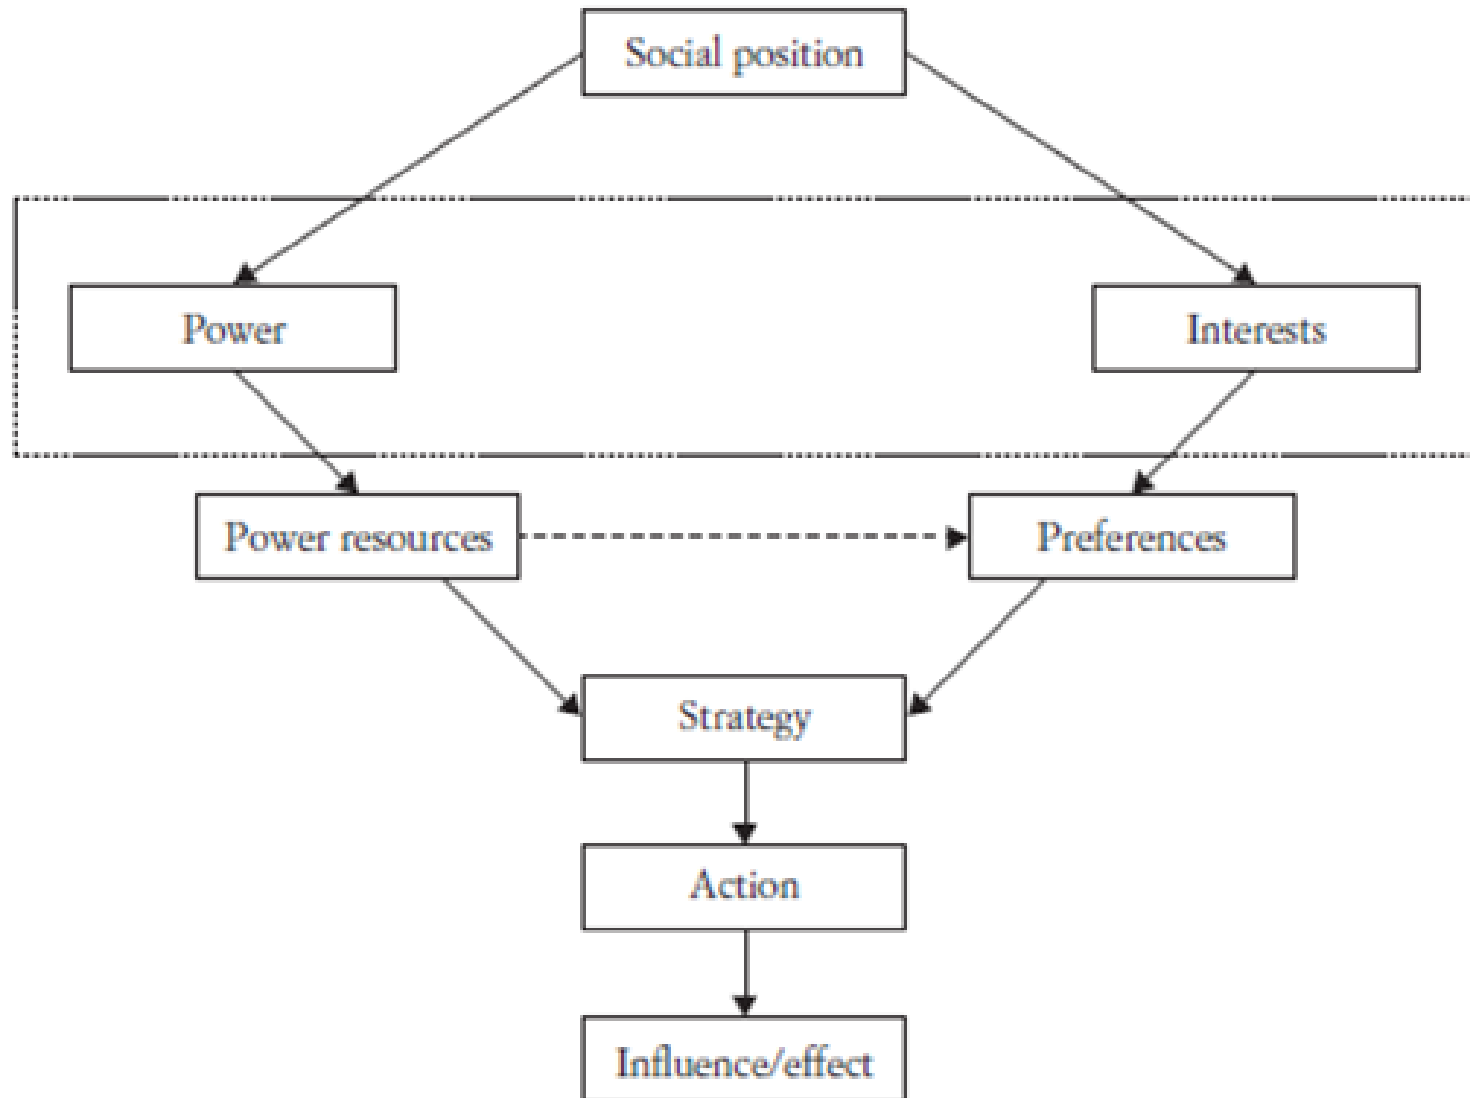 Social position
Power
Interests
Power resources
Preferences
Strategy
Action
Influence/effect